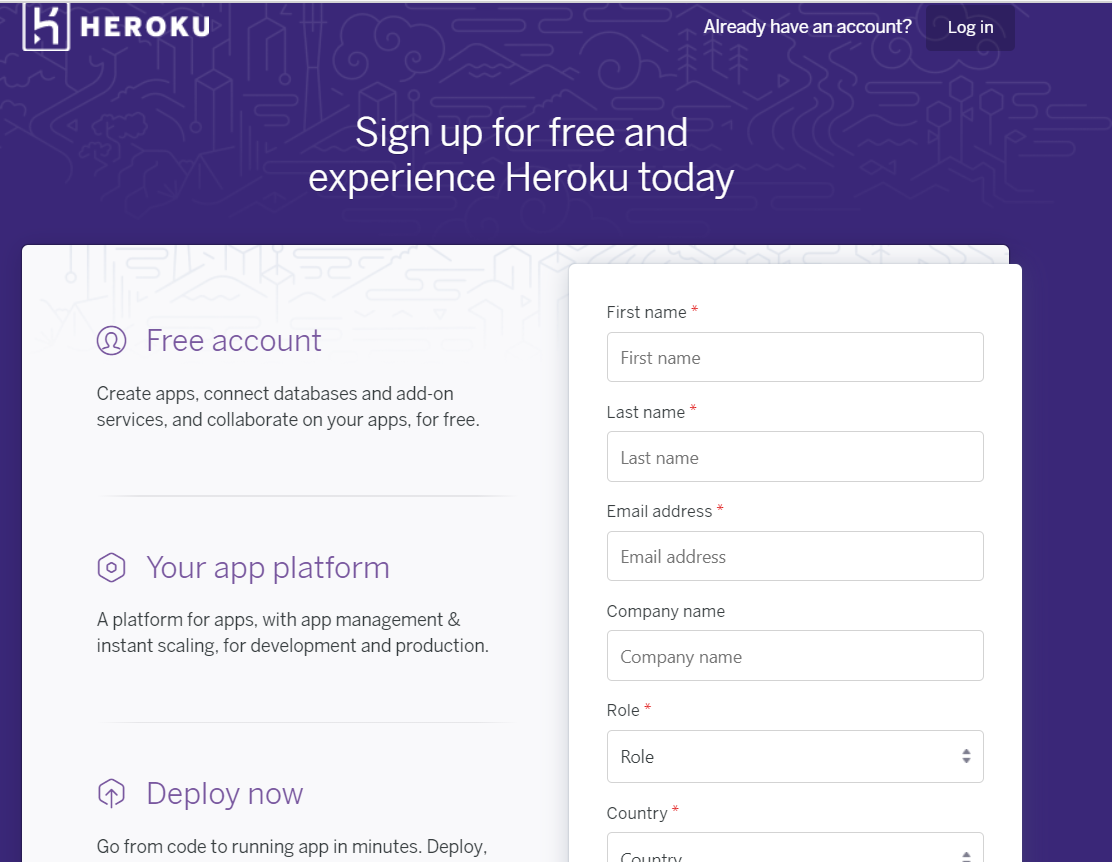 HEROKU
Already have an account?
Log in
Sign up for free and
experience Heroku today
Free account
Create apps, connect databases and add-on
services, and collaborate on your apps, for free.
Your app platform
A platform for apps, with app management &
instant scaling, for development and production.
Deploy now
Go from code to running app in minutes. Deploy,
First name *
First name
Last name *
Last name
Email address *
Email address
Company name
Company name
Role *
Role
Country *
Country